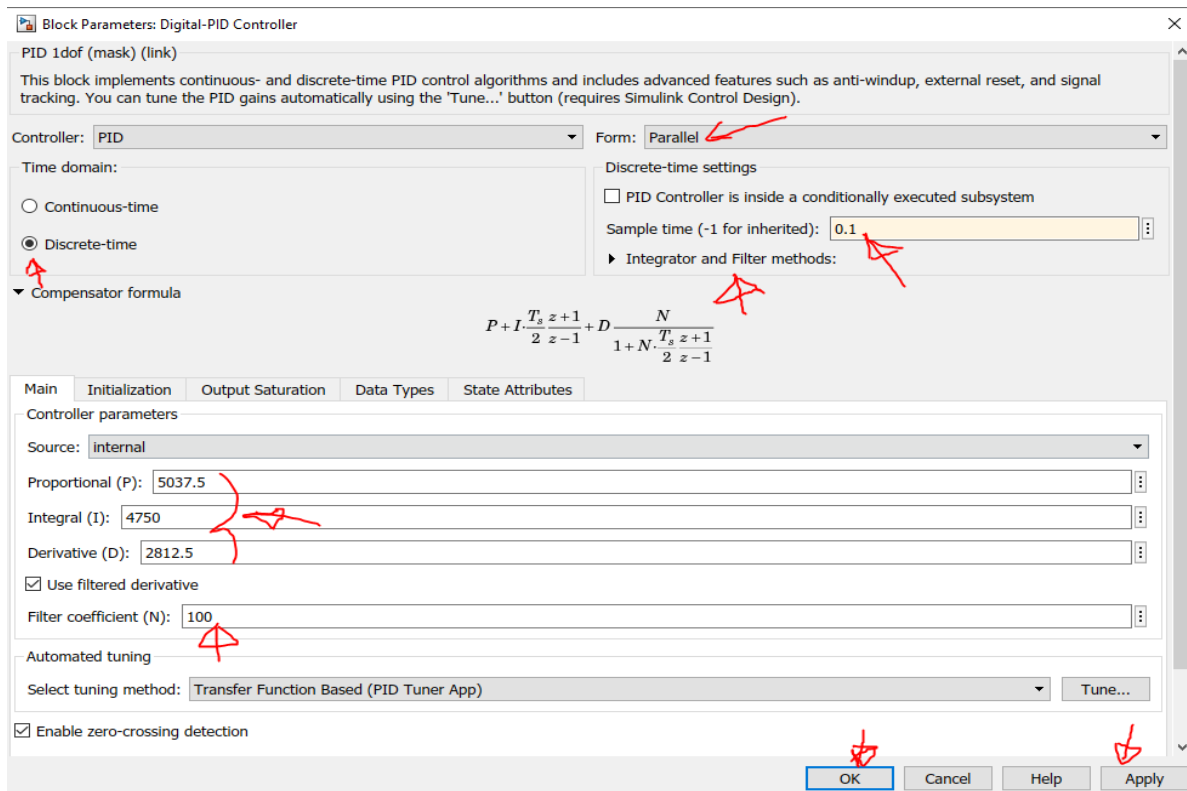 Block Parameters: Digital-PID Controller
PID 1dof (mask) (link)
This block implements continuous- and discrete-time PID control algorithms and includes advanced features such as anti-windup, external reset, and signal
tracking. You can tune the PID gains automatically using the 'Tune...' button (requires Simulink Control Design).
Controller: PID
Form: Parallel
Time domain:
Continuous-time
Discrete-time
Discrete-time settings
PID Controller is inside a conditionally executed subsystem
Sample time (-1 for inherited): 0.1
Integrator and Filter methods:
Compensator formula
P + I·\frac{T_s}{2}\frac{z+1}{z-1} + D\frac{N}{1+N·\frac{T_s}{2}\frac{z+1}{z-1}}
Main Initialization Output Saturation Data Types State Attributes
Controller parameters
Source: internal
Proportional (P): 5037.5
Integral (I): 4750
Derivative (D): 2812.5
Use filtered derivative
Filter coefficient (N): 100
Automated tuning
Select tuning method: Transfer Function Based (PID Tuner App) Tune...
Enable zero-crossing detection
OK Cancel Help Apply